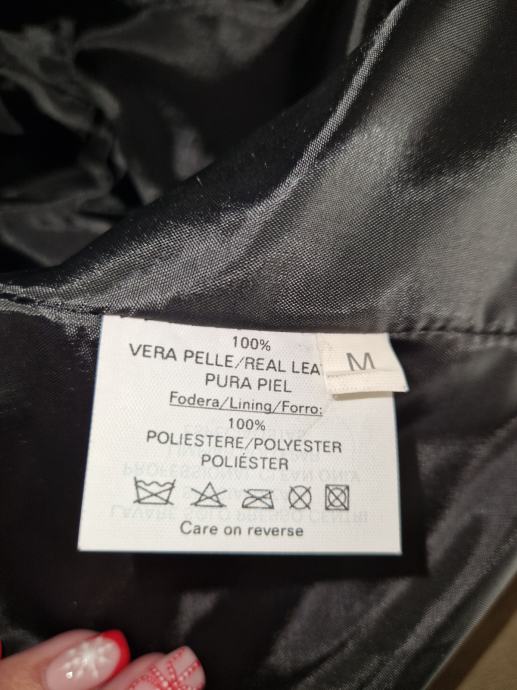 100%
VERA PELLE/REAL LEA
M
PURA PIEL
Fodera/Lining/Forro:
100%
POLIESTERE/POLYESTER
POLIÉSTER
Care on reverse